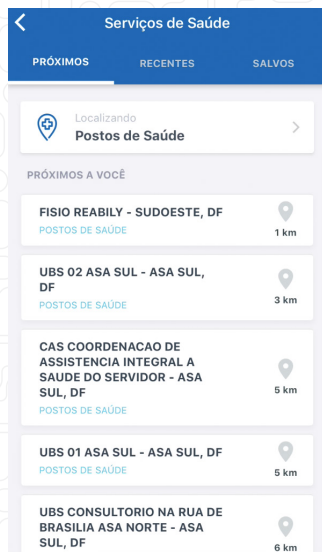 Serviços de Saúde
PRÓXIMOS
RECENTES
SALVOS
Localizando
Postos de Saúde
PRÓXIMOS A VOCÊ
FISIO REABILY - SUDOESTE, DF
POSTOS DE SAÚDE
1 km
UBS 02 ASA SUL - ASA SUL,
DF
POSTOS DE SAÚDE
3 km
CAS COORDENACAO DE
ASSISTENCIA INTEGRAL A
SAUDE DO SERVIDOR - ASA
SUL, DF
POSTOS DE SAÚDE
5 km
UBS 01 ASA SUL - ASA SUL, DF
POSTOS DE SAÚDE
5 km
UBS CONSULTORIO NA RUA DE
BRASILIA ASA NORTE - ASA
SUL, DF
6 km